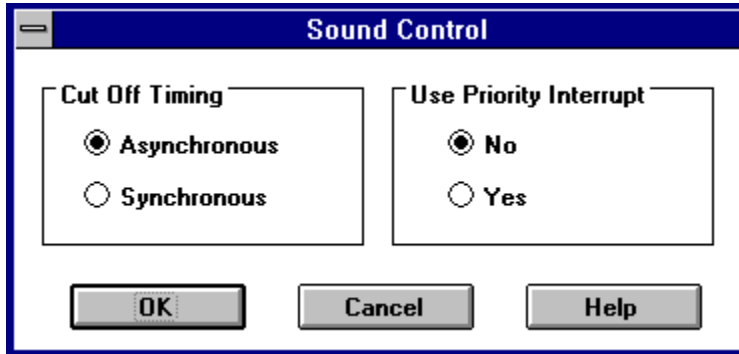 Sound Control
Cut Off Timing
Asynchronous
Synchronous
Use Priority Interrupt
No
Yes
OK
Cancel
Help